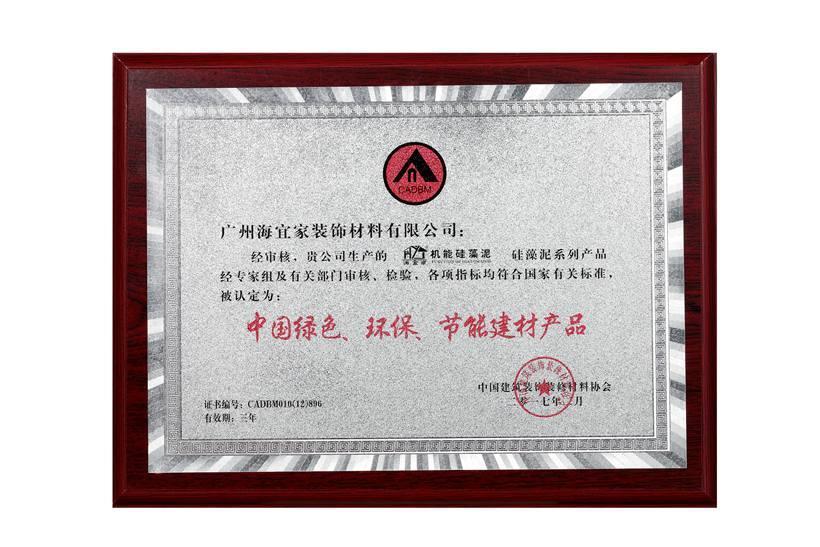 CADBM
广州海宜家装饰材料有限公司：
经审核，贵公司生产的 海宜家 机能硅藻泥 硅藻泥系列产品
经专家组及有关部门审核、检验，各项指标均符合国家有关标准，
被认定为：
中国绿色、环保、节能建材产品
中国建筑装饰装修材料协会
证书编号：CADBM010(12)896
二〇一七年 月
有效期：三年